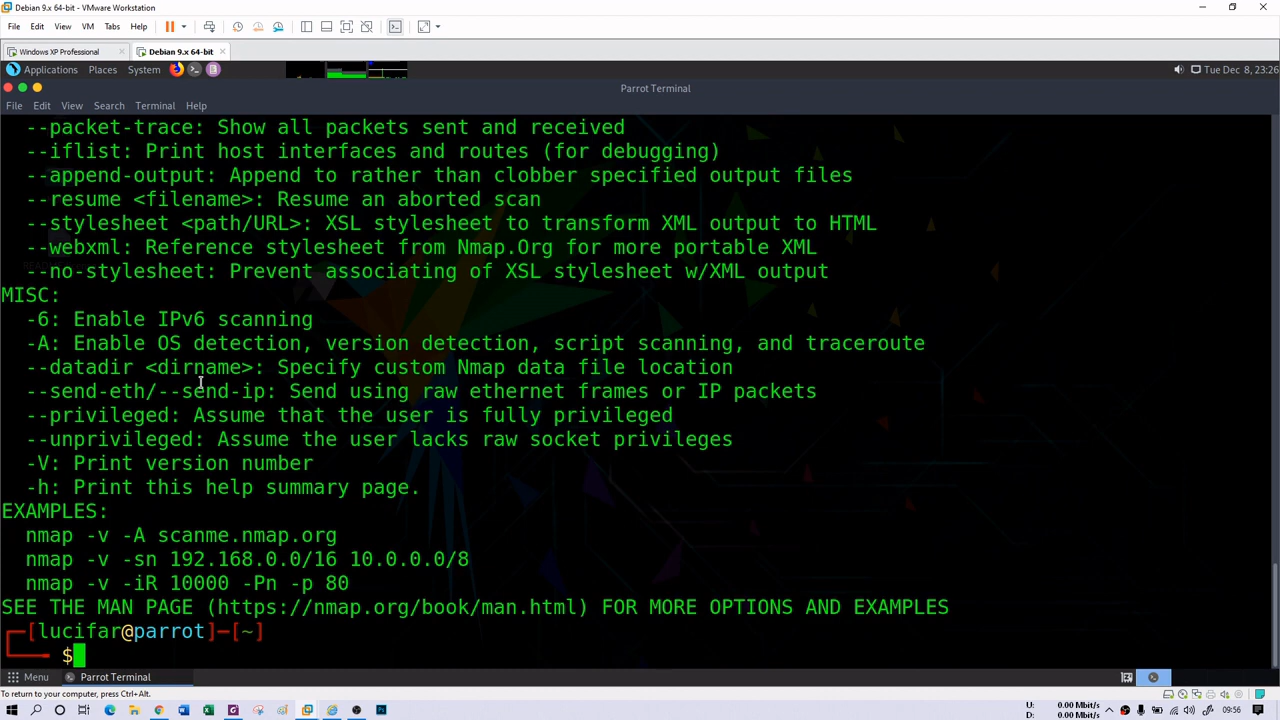 Debian 9.x 64-bit - VMware Workstation
File Edit View VM Tabs Help
Windows XP Professional Debian 9.x 64-bit
Applications Places System Tue Dec 8, 23:26
Parrot Terminal
File Edit View Search Terminal Help
--packet-trace: Show all packets sent and received
--iflist: Print host interfaces and routes (for debugging)
--append-output: Append to rather than clobber specified output files
--resume <filename>: Resume an aborted scan
--stylesheet <path/URL>: XSL stylesheet to transform XML output to HTML
--webxml: Reference stylesheet from Nmap.Org for more portable XML
--no-stylesheet: Prevent associating of XSL stylesheet w/XML output
MISC:
-6: Enable IPv6 scanning
-A: Enable OS detection, version detection, script scanning, and traceroute
--datadir <dirname>: Specify custom Nmap data file location
--send-eth/--send-ip: Send using raw ethernet frames or IP packets
--privileged: Assume that the user is fully privileged
--unprivileged: Assume the user lacks raw socket privileges
-V: Print version number
-h: Print this help summary page.
EXAMPLES:
nmap -v -A scanme.nmap.org
nmap -v -sn 192.168.0.0/16 10.0.0.0/8
nmap -v -iR 10000 -Pn -p 80
SEE THE MAN PAGE (https://nmap.org/book/man.html) FOR MORE OPTIONS AND EXAMPLES
[lucifar@parrot]─[~]
$
Menu Parrot Terminal
To return to your computer, press Ctrl+Alt.
U: 0.00 Mbit/s
D: 0.00 Mbit/s
09:56